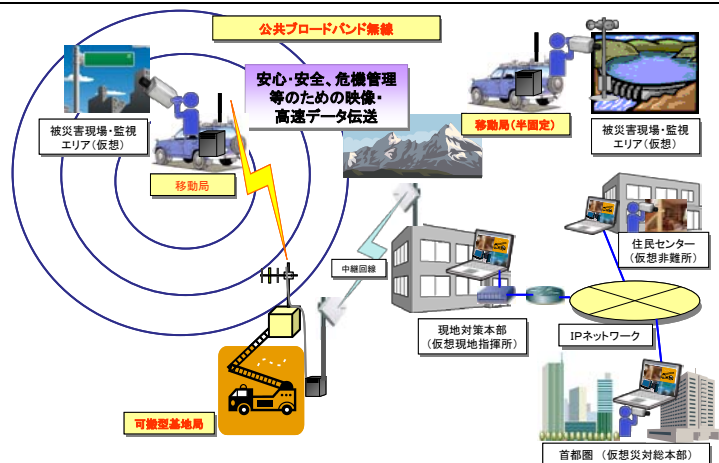 公共ブロードバンド無線
安心・安全、危機管理
等のための映像・
高速データ伝送
被災害現場・監視
エリア(仮想)
移動局
移動局(半固定)
被災害現場・監視
エリア(仮想)
中継回線
住民センター
(仮想非難所)
現地対策本部
(仮想現地指揮所)
IPネットワーク
可搬型基地局
首都圏 (仮想災対総本部)